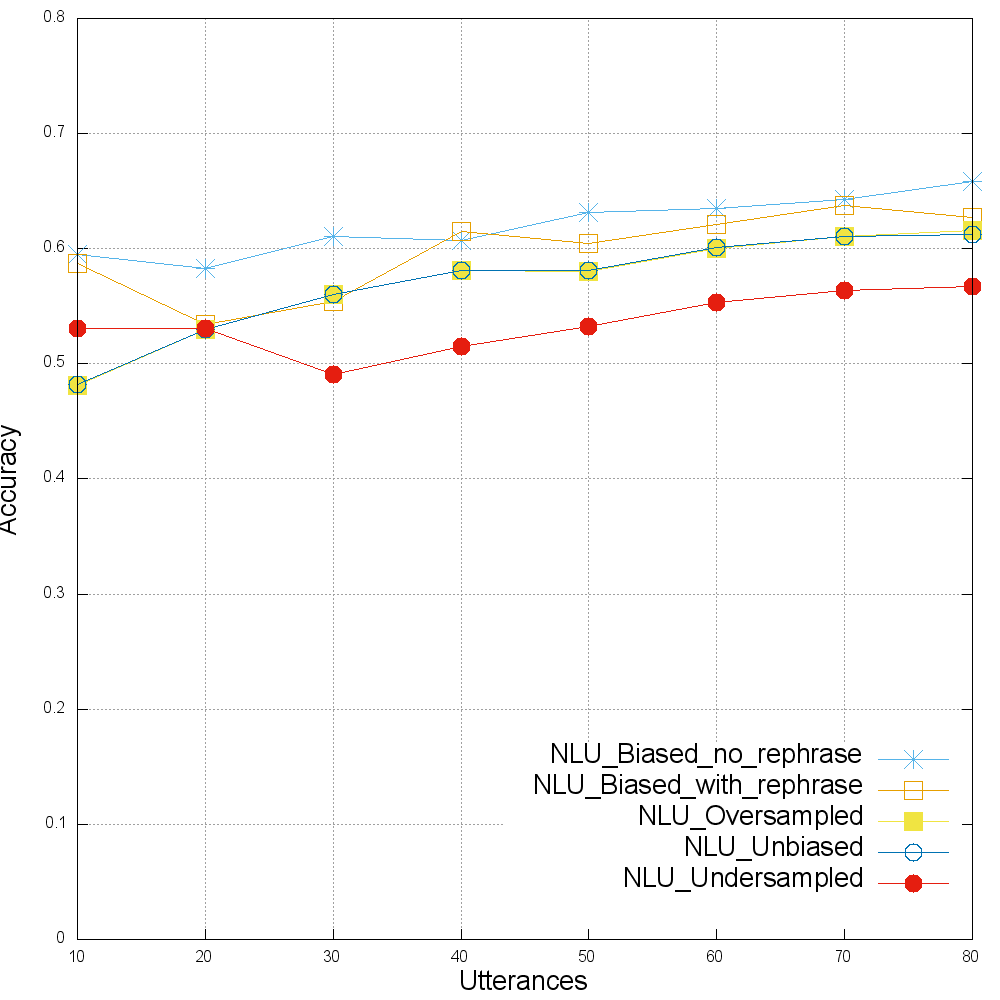 0.8
0.7
0.6
0.5
0.4
0.3
0.2
0.1
0
Accuracy
NLU_Biased_no_rephrase
NLU_Biased_with_rephrase
NLU_Oversampled
NLU_Unbiased
NLU_Undersampled
10 20 30 40 50 60 70 80
Utterances